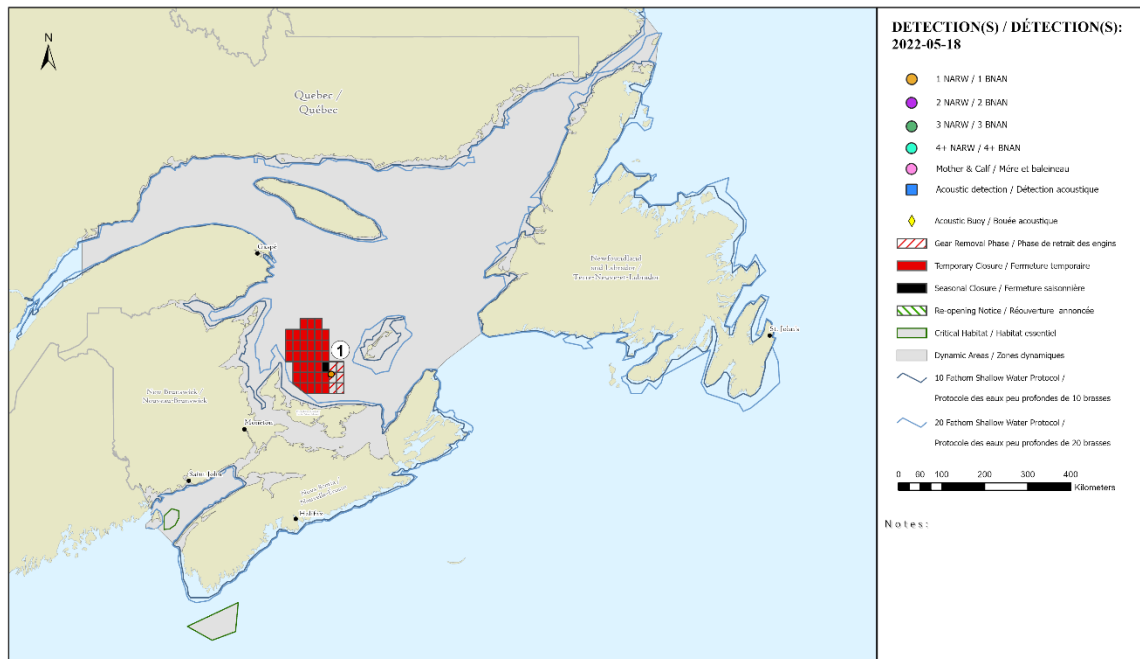 N
Quebec /
Québec
Gaspé
Newfoundland
and Labrador /
Terre-Neuve-et-Labrador
St. John's
1
New Brunswick
Nouveau-Brunswick
Moncton
Saint John
Nova Scotia /
Nouvelle-Écosse
Halifax
DETECTION(S) / DÉTECTION(S):
2022-05-18
1 NARW / 1 BNAN
2 NARW / 2 BNAN
3 NARW / 3 BNAN
4+ NARW / 4+ BNAN
Mother & Calf / Mére et baleineau
Acoustic detection / Détection acoustique
Acoustic Buoy / Bouée acoustique
Gear Removal Phase / Phase de retrait des engins
Temporary Closure / Fermeture temporaire
Seasonal Closure / Fermeture saisonnière
Re-opening Notice / Réouverture annoncée
Critical Habitat / Habitat essentiel
Dynamic Areas / Zones dynamiques
10 Fathom Shallow Water Protocol /
Protocole des eaux peu profondes de 10 brasses
20 Fathom Shallow Water Protocol /
Protocole des eaux peu profondes de 20 brasses
0 50 100 200 300 400
Kilometers
Notes: